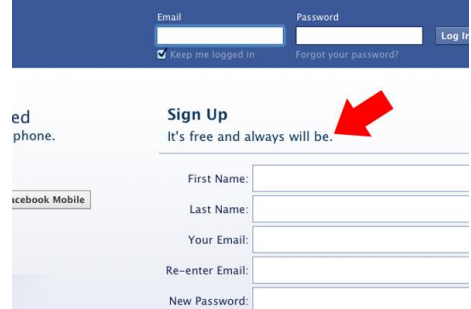 Email
Password
Log In
Keep me logged in
Forgot your password?
ed
phone.
acebook Mobile
Sign Up
It's free and always will be.
First Name:
Last Name:
Your Email:
Re-enter Email:
New Password: